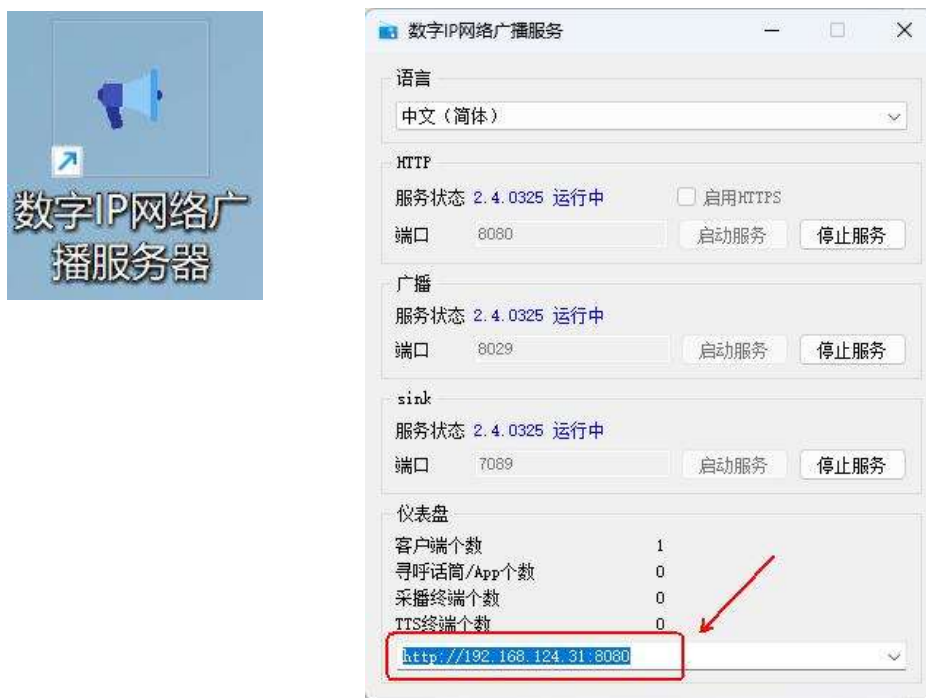 数字IP网络广
播服务器
数字IP网络广播服务
语言
中文（简体）
HTTP
服务状态 2.4.0325 运行中 启用HTTPS
端口 8080 启动服务 停止服务
广播
服务状态 2.4.0325 运行中
端口 8029 启动服务 停止服务
sink
服务状态 2.4.0325 运行中
端口 7089 启动服务 停止服务
仪表盘
客户端个数 1
寻呼话筒/App个数 0
采播终端个数 0
TTS终端个数 0
http://192.168.124.31:8080